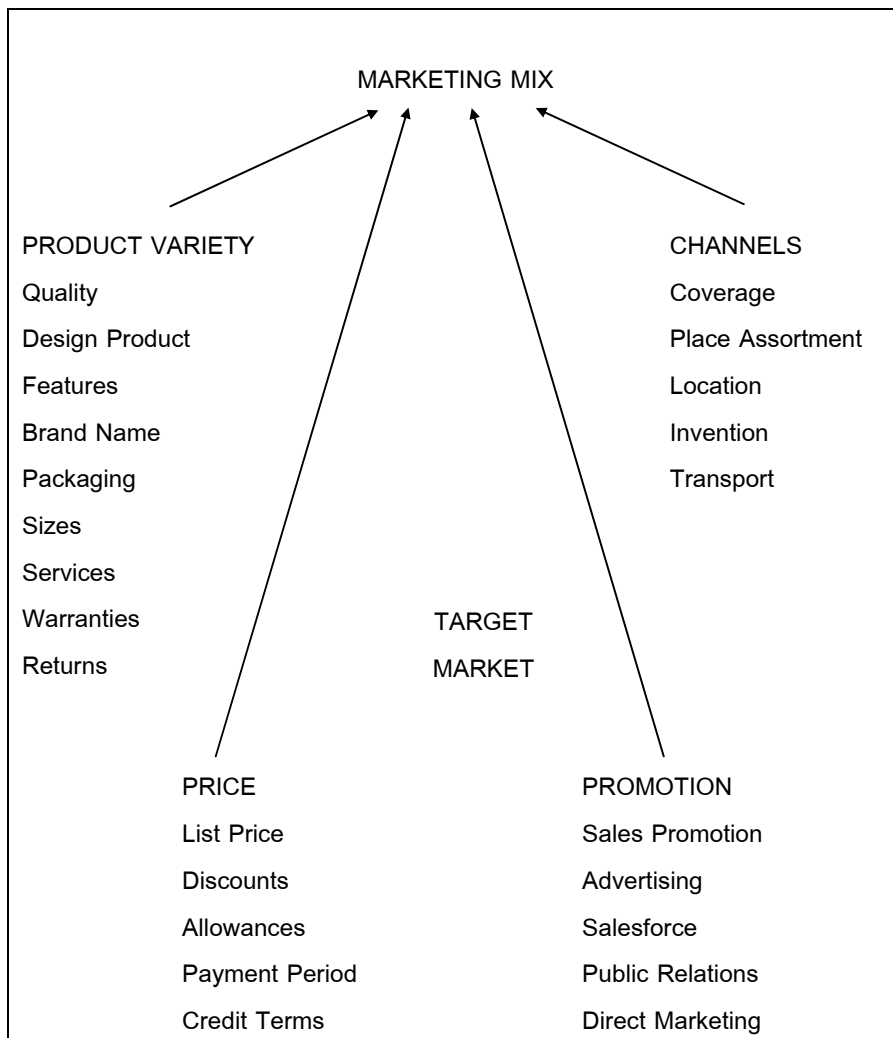 MARKETING MIX
PRODUCT VARIETY
Quality
Design Product
Features
Brand Name
Packaging
Sizes
Services
Warranties
Returns
CHANNELS
Coverage
Place Assortment
Location
Invention
Transport
TARGET
MARKET
PRICE
List Price
Discounts
Allowances
Payment Period
Credit Terms
PROMOTION
Sales Promotion
Advertising
Salesforce
Public Relations
Direct Marketing